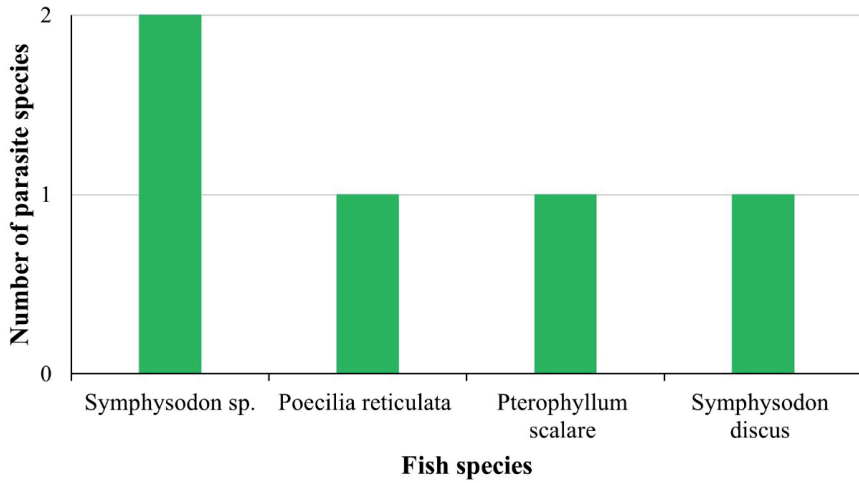 Number of parasite species
2
1
0
Symphysodon sp.
Poecilia reticulata
Pterophyllum
scalare
Symphysodon
discus
Fish species